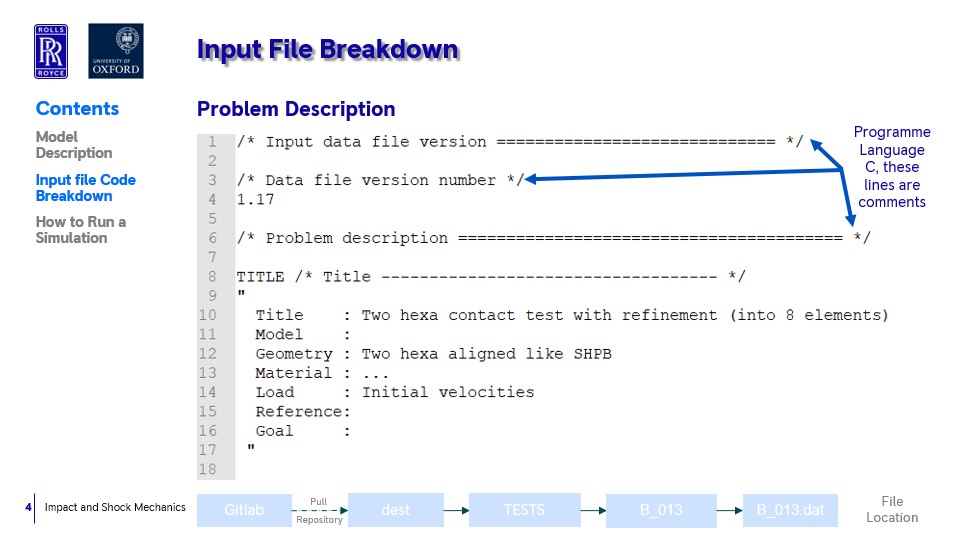 ROLLS
RR
ROYCE
UNIVERSITY OF
OXFORD
Input File Breakdown
Contents
Model
Description
Input file Code
Breakdown
How to Run a
Simulation
Problem Description
1 /* Input data file version ============================= */
2
3 /* Data file version number */
4 1.17
5
6 /* Problem description ======================================== */
7
8 TITLE /* Title ----------------------------------- */
9 "
10 Title : Two hexa contact test with refinement (into 8 elements)
11 Model :
12 Geometry : Two hexa aligned like SHPB
13 Material : ...
14 Load : Initial velocities
15 Reference:
16 Goal :
17 "
18
Programme
Language
C, these
lines are
comments
4 Impact and Shock Mechanics
Gitlab
Pull
Repository
dest
TESTS
B_013
B_013.dat
File
Location